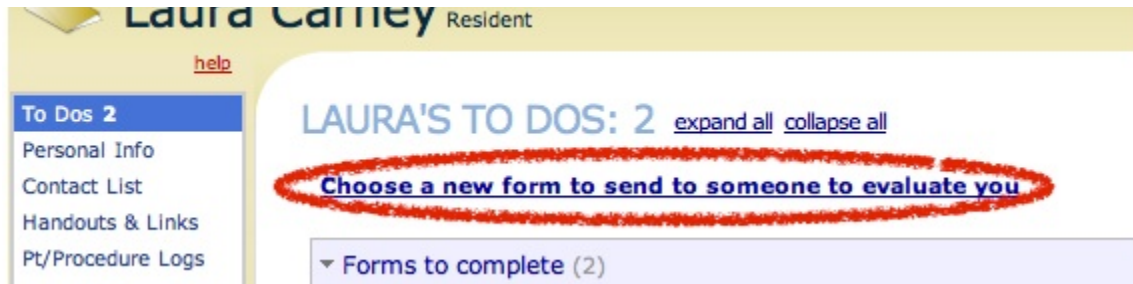 Laura Carney Resident
help
To Dos 2
Personal Info
Contact List
Handouts & Links
Pt/Procedure Logs
LAURA'S TO DOS: 2 expand all collapse all
Choose a new form to send to someone to evaluate you
Forms to complete (2)